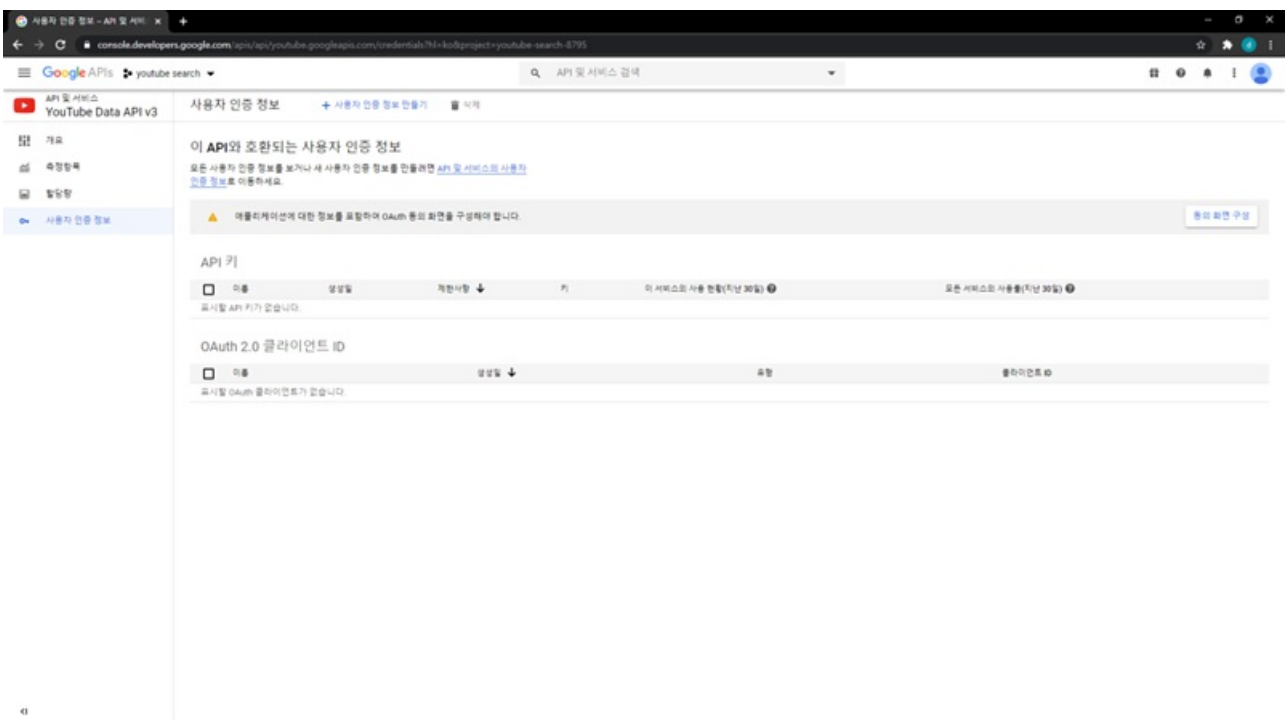 사용자 인증 정보 – API 및 서비
console.developers.google.com/apis/api/youtube.googleapis.com/credentials?hl=ko&project=youtube-search-8795
Google APIs youtube search API 및 서비스 검색
API 및 서비스
YouTube Data API v3
사용자 인증 정보 + 사용자 인증 정보 만들기 삭제
개요
측정항목
할당량
사용자 인증 정보
이 API와 호환되는 사용자 인증 정보
모든 사용자 인증 정보를 보거나 새 사용자 인증 정보를 만들려면 API 및 서비스의 사용자
인증 정보로 이동하세요.
애플리케이션에 대한 정보를 포함하여 OAuth 동의 화면을 구성해야 합니다. 동의 화면 구성
API 키
이름 생성일 제한사항 키 이 서비스의 사용 현황(지난 30일) 모든 서비스의 사용률(지난 30일)
표시할 API 키가 없습니다.
OAuth 2.0 클라이언트 ID
이름 생성일 유형 클라이언트 ID
표시할 OAuth 클라이언트가 없습니다.